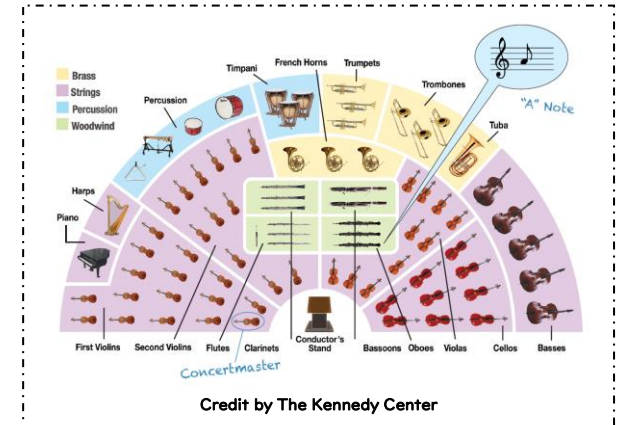 Brass
Strings
Percussion
Woodwind
Timpani
French Horns
Trumpets
Percussion
Trombones
"A" Note
Tuba
Harps
Piano
First Violins
Second Violins
Flutes
Clarinets
Conductor's
Stand
Bassoons
Oboes
Violas
Cellos
Basses
Concertmaster
Credit by The Kennedy Center